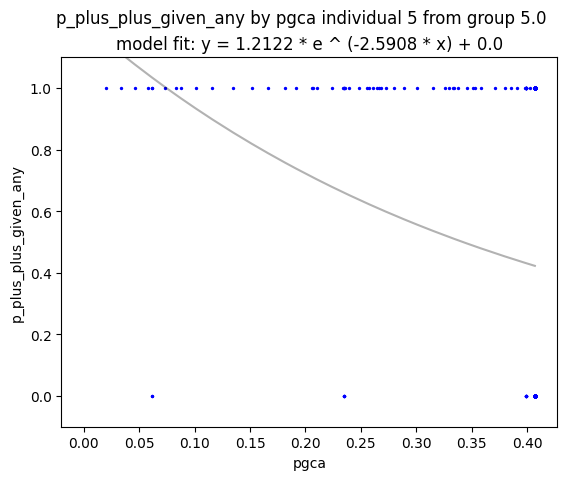 p_plus_plus_given_any by pgca individual 5 from group 5.0
model fit: y = 1.2122 * e ^ (-2.5908 * x) + 0.0
p_plus_plus_given_any
1.0
0.8
0.6
0.4
0.2
0.0
0.00 0.05 0.10 0.15 0.20 0.25 0.30 0.35 0.40
pgca